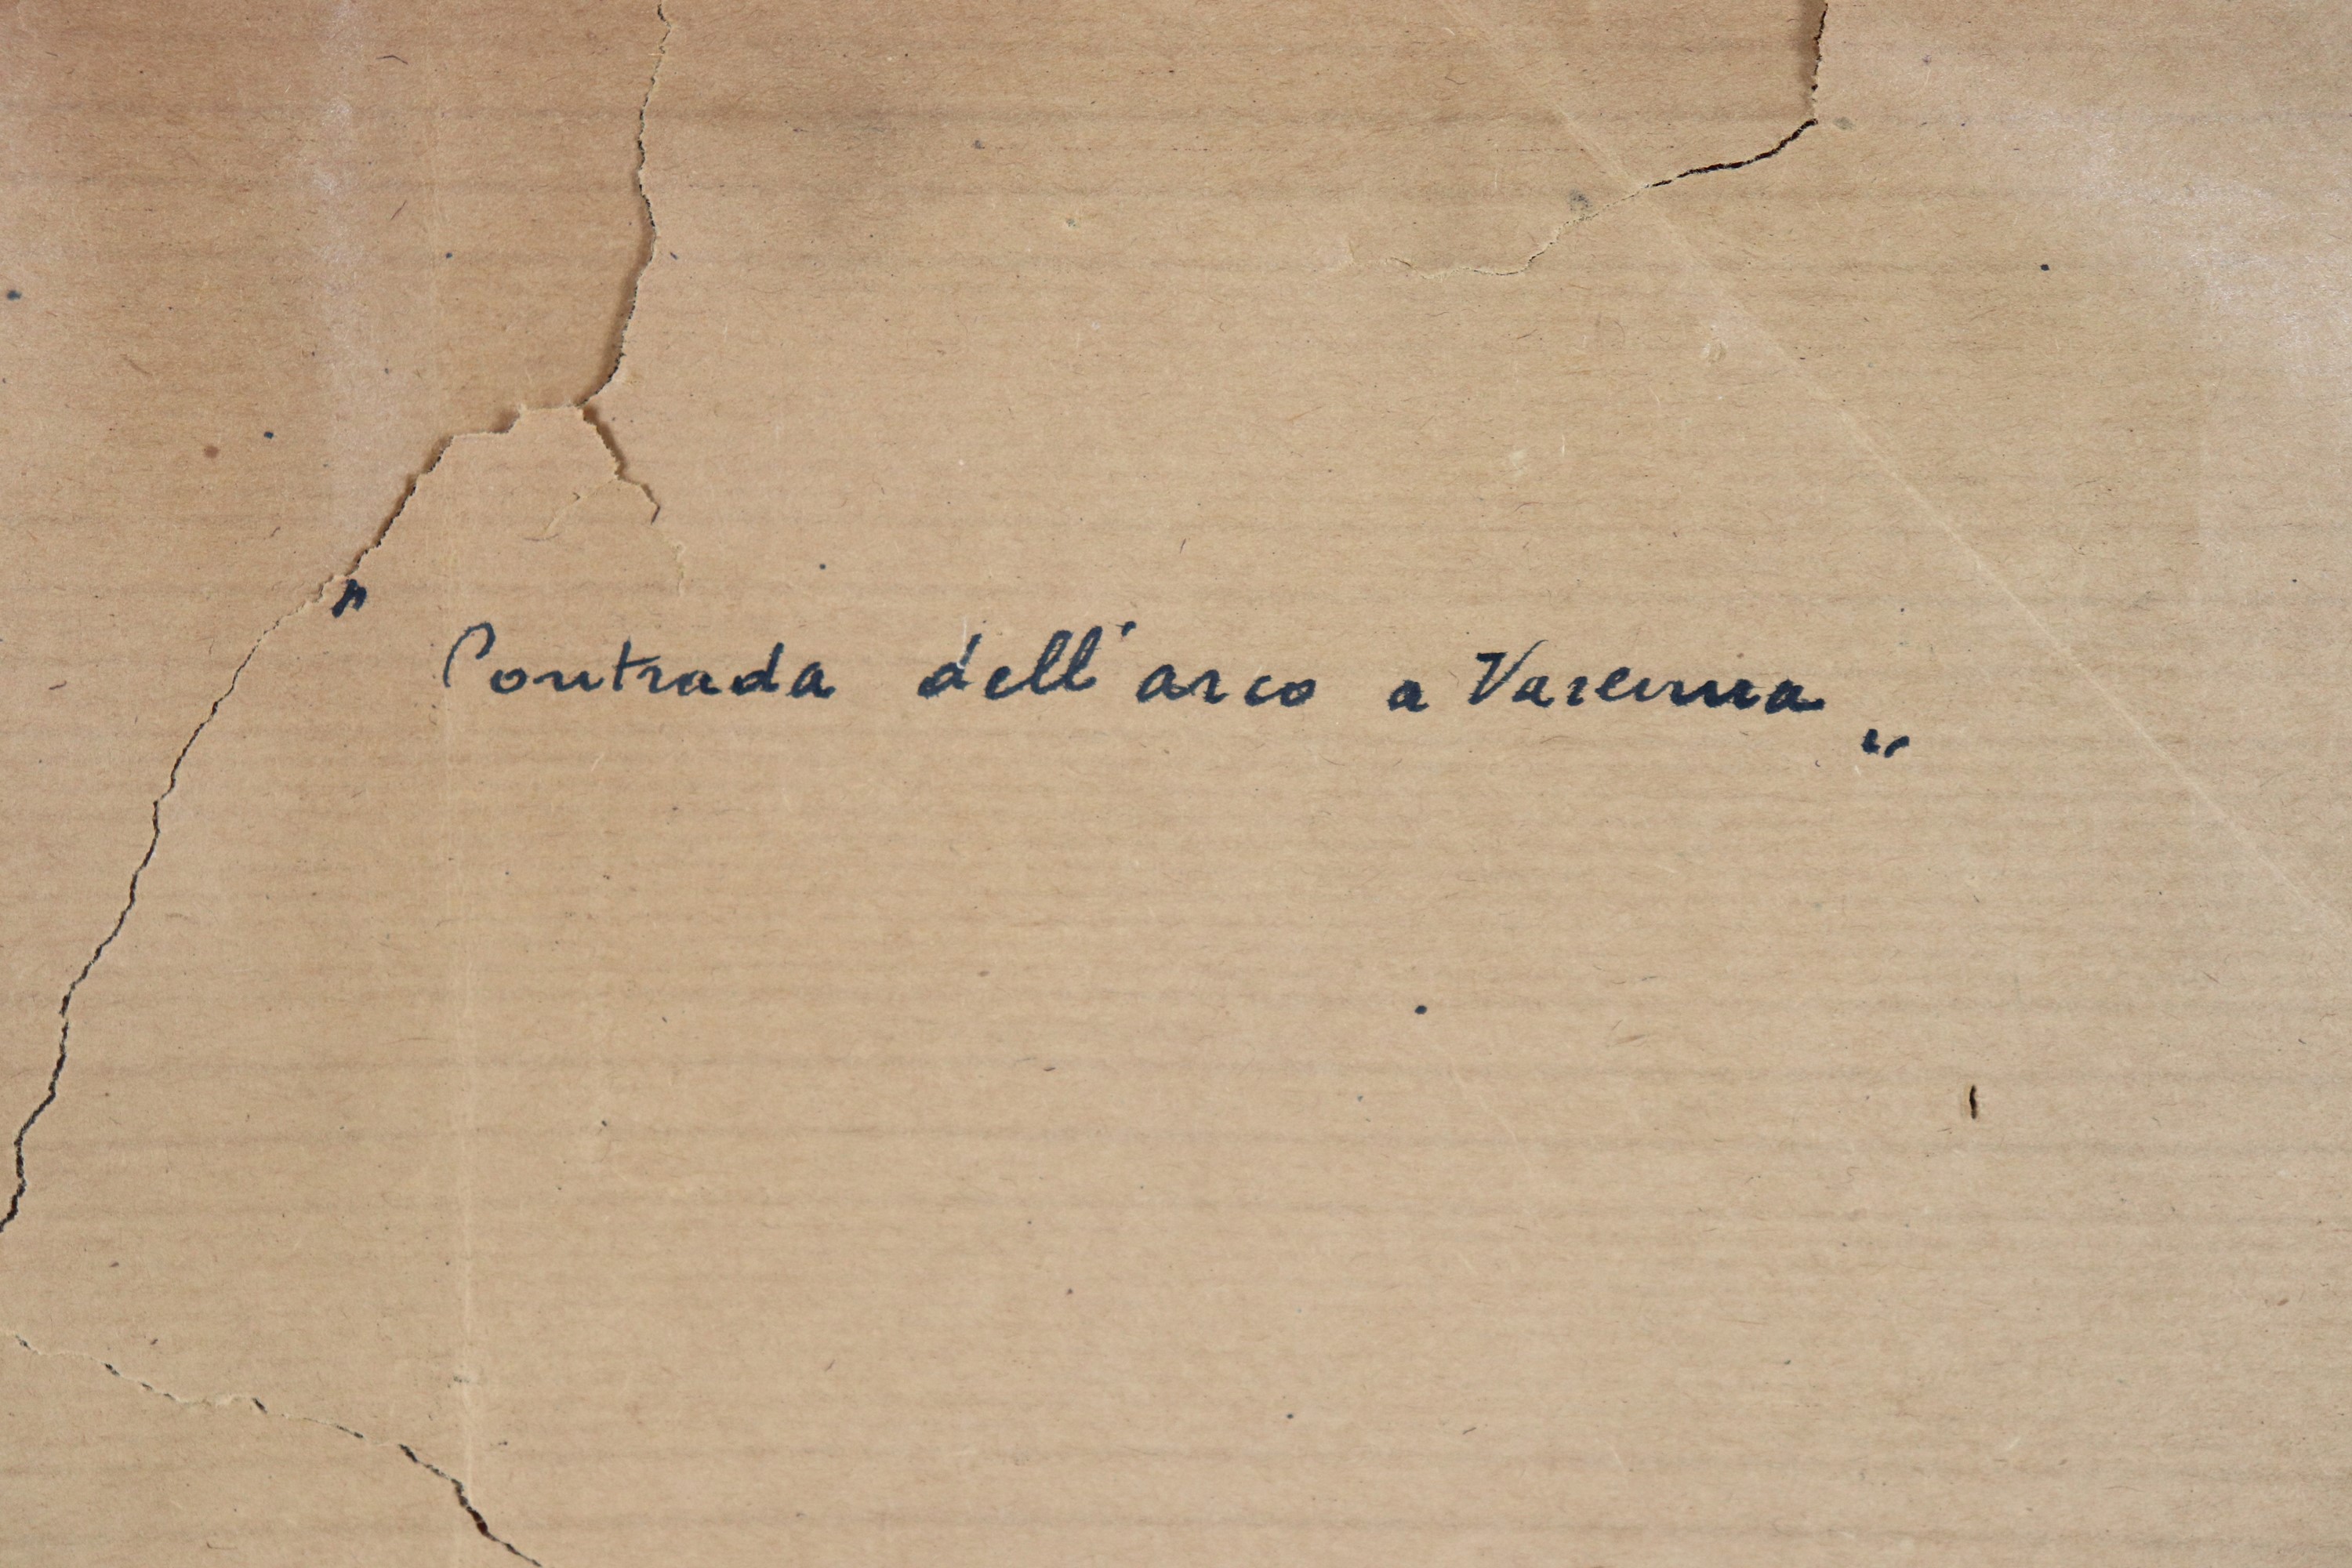 " Contrada dell'arco a Varenna "